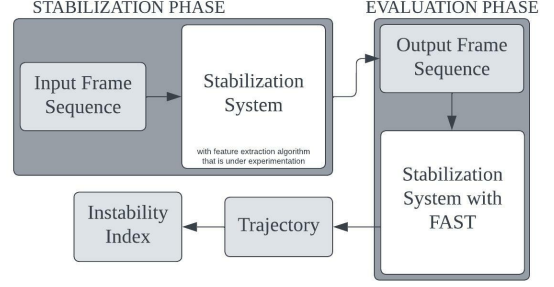 STABILIZATION PHASE
EVALUATION PHASE
Input Frame
Sequence
Stabilization
System
with feature extraction algorithm
that is under experimentation
Output Frame
Sequence
Stabilization
System with
FAST
Trajectory
Instability
Index